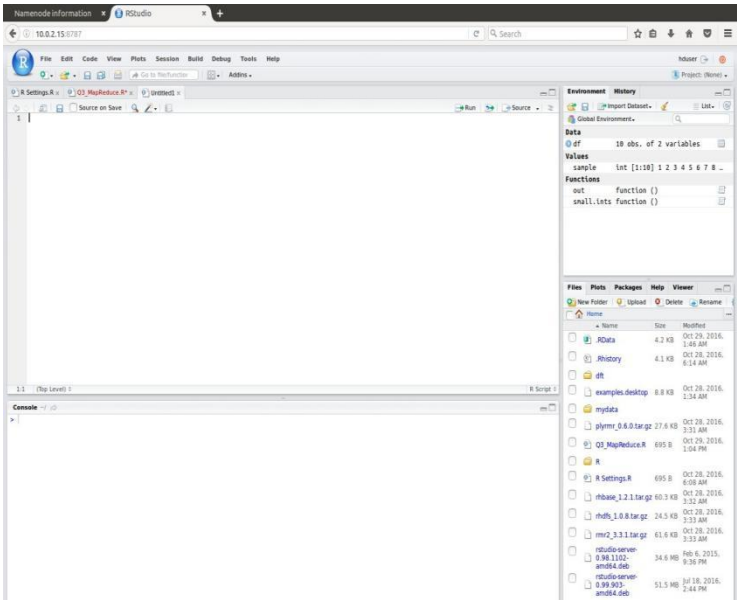 Namenode information
RStudio
10.0.2.15:8787
Search
File Edit Code View Plots Session Build Debug Tools Help
hduser
Go to file/function
Addins
Project: (None)
R Settings.R
Q3_MapReduce.R*
Untitled1
Source on Save
Run
Source
1
1:1
(Top Level)
R Script
Console ~/
>
Environment History
Import Dataset
List
Global Environment
Data
df 10 obs. of 2 variables
Values
sample int [1:10] 1 2 3 4 5 6 7 8 …
Functions
out function ()
small.ints function ()
Files Plots Packages Help Viewer
New Folder Upload Delete Rename
Home
Name Size Modified
.RData 4.2 KB Oct 29, 2016, 1:46 AM
.Rhistory 4.1 KB Oct 28, 2016, 6:14 AM
dft
examples.desktop 8.8 KB Oct 28, 2016, 1:34 AM
mydata
plyrmr_0.6.0.tar.gz 27.6 KB Oct 28, 2016, 3:31 AM
Q3_MapReduce.R 695 B Oct 29, 2016, 1:04 PM
R
R Settings.R 695 B Oct 28, 2016, 6:08 AM
rhbase_1.2.1.tar.gz 60.3 KB Oct 28, 2016, 3:32 AM
rhdfs_1.0.8.tar.gz 24.5 KB Oct 28, 2016, 3:33 AM
rmr2_3.3.1.tar.gz 61.6 KB Oct 28, 2016, 3:33 AM
rstudio-server-0.98.1102-amd64.deb 34.6 MB Feb 6, 2015, 9:36 PM
rstudio-server-0.99.903-amd64.deb 51.5 MB Jul 18, 2016, 2:44 PM